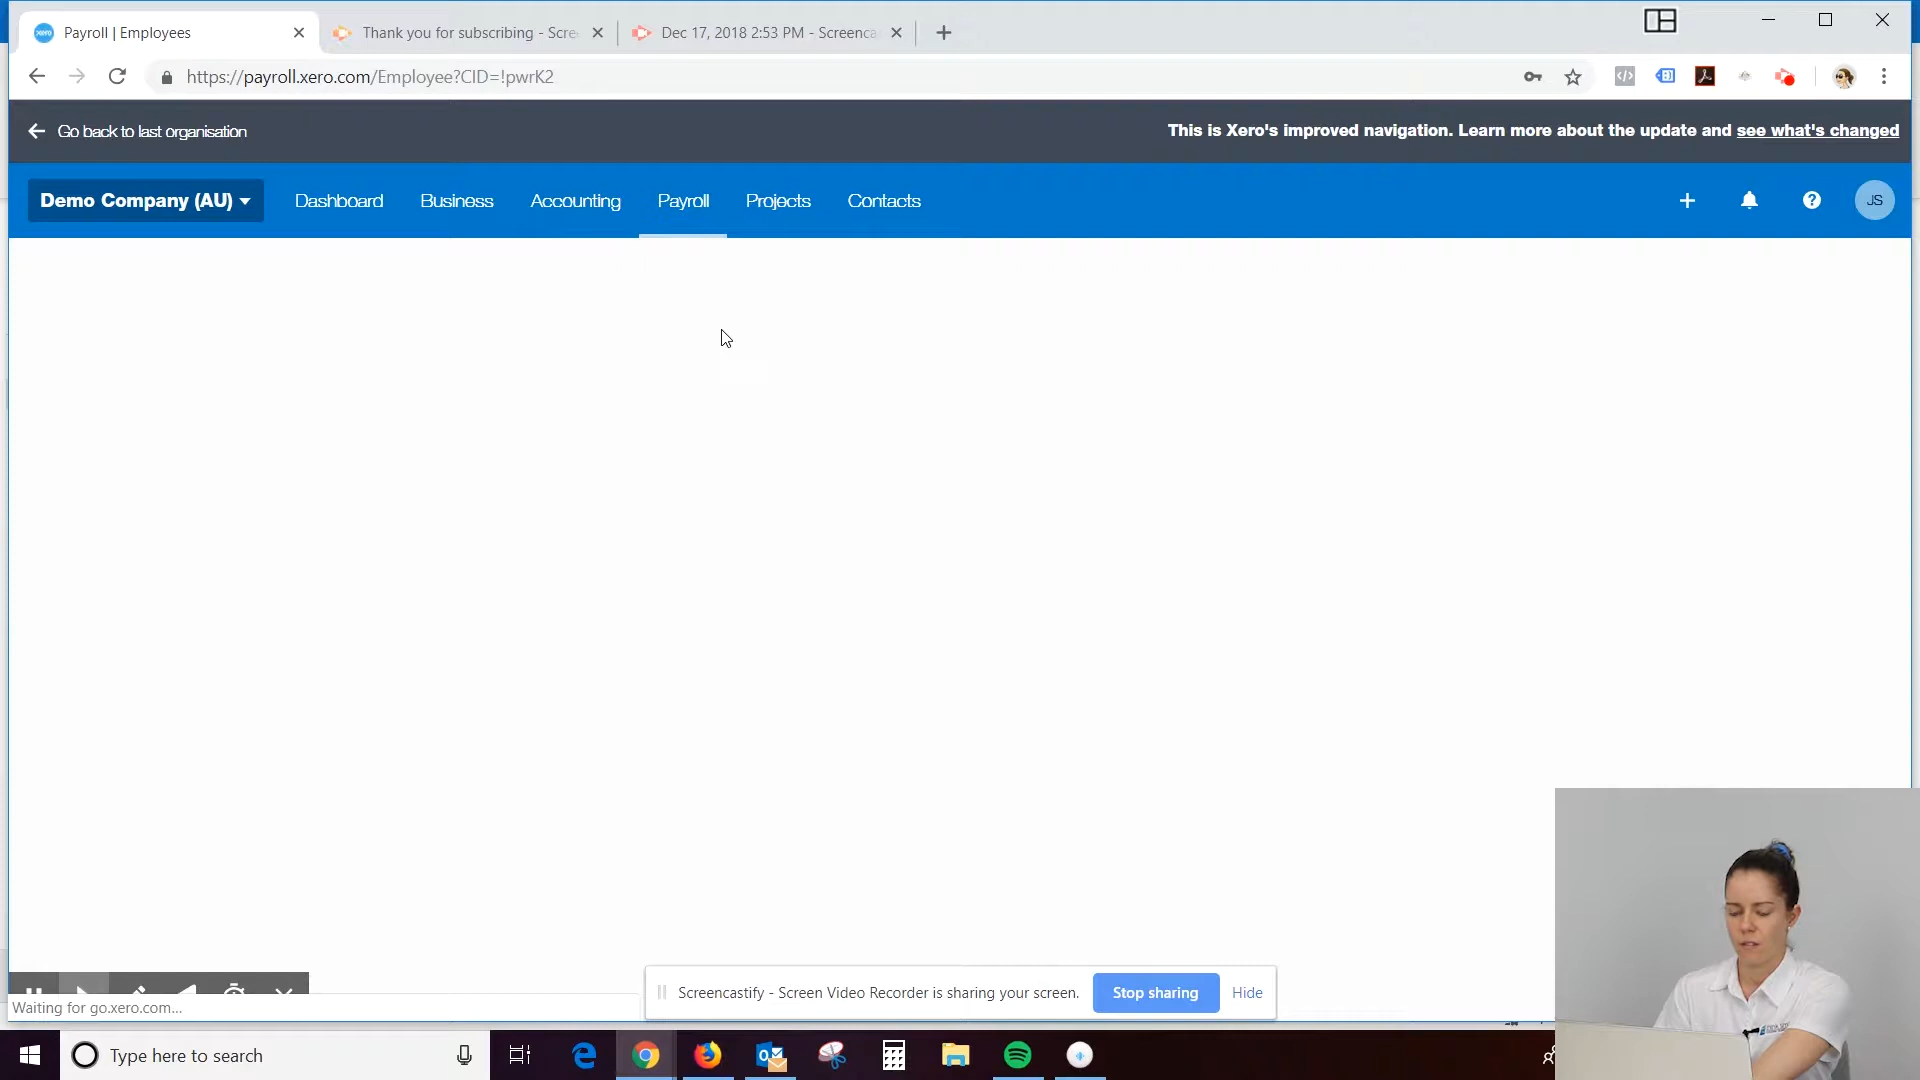 xero Payroll | Employees
Thank you for subscribing - Scre
Dec 17, 2018 2:53 PM - Screenca
https://payroll.xero.com/Employee?CID=!pwrK2
Go back to last organisation
This is Xero's improved navigation. Learn more about the update and see what's changed
Demo Company (AU)
Dashboard
Business
Accounting
Payroll
Projects
Contacts
JS
Screencastify - Screen Video Recorder is sharing your screen.
Stop sharing
Hide
Waiting for go.xero.com...
Type here to search